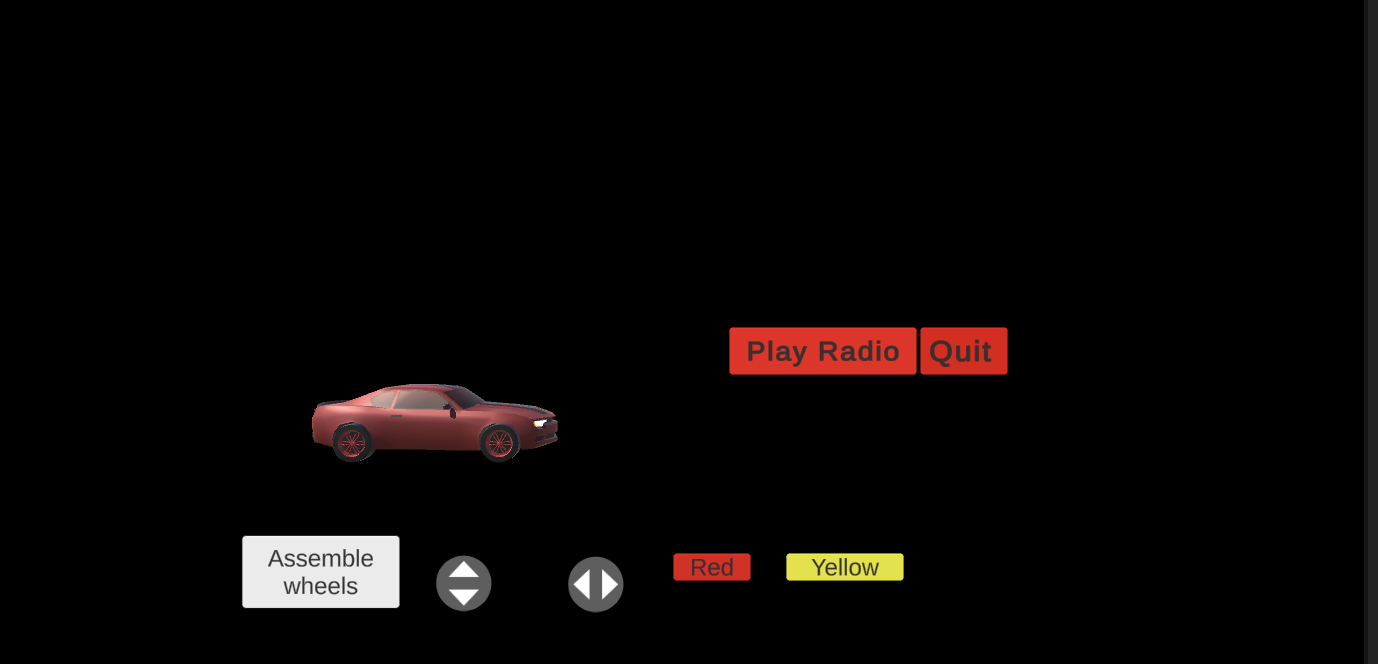 Play Radio
Quit
Assemble
wheels
Red
Yellow